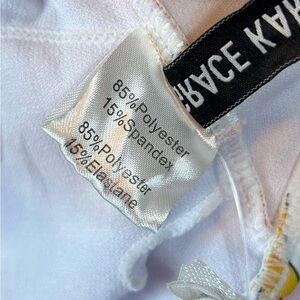 85%Polyester
15%Spandex
85%Polyester
15%Elastane
RACE KAR